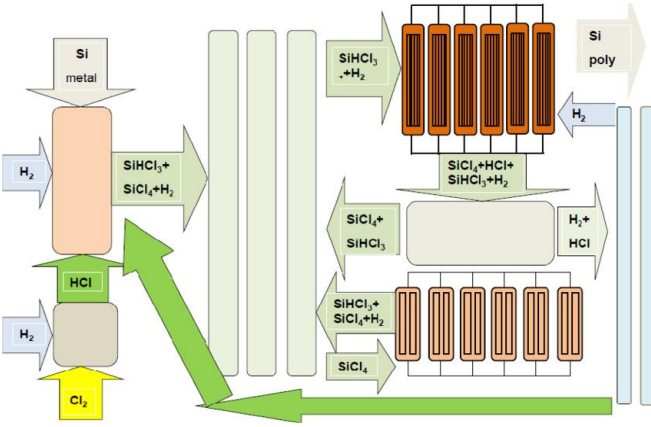 Si
metal
H₂
SiHCl₃+
SiCl₄+H₂
HCl
H₂
Cl₂
SiHCl₃
+H₂
Si
poly
H₂
SiCl₄+HCl+
SiHCl₃+H₂
SiCl₄+
SiHCl₃
H₂+
HCl
SiHCl₃+
SiCl₄+H₂
SiCl₄